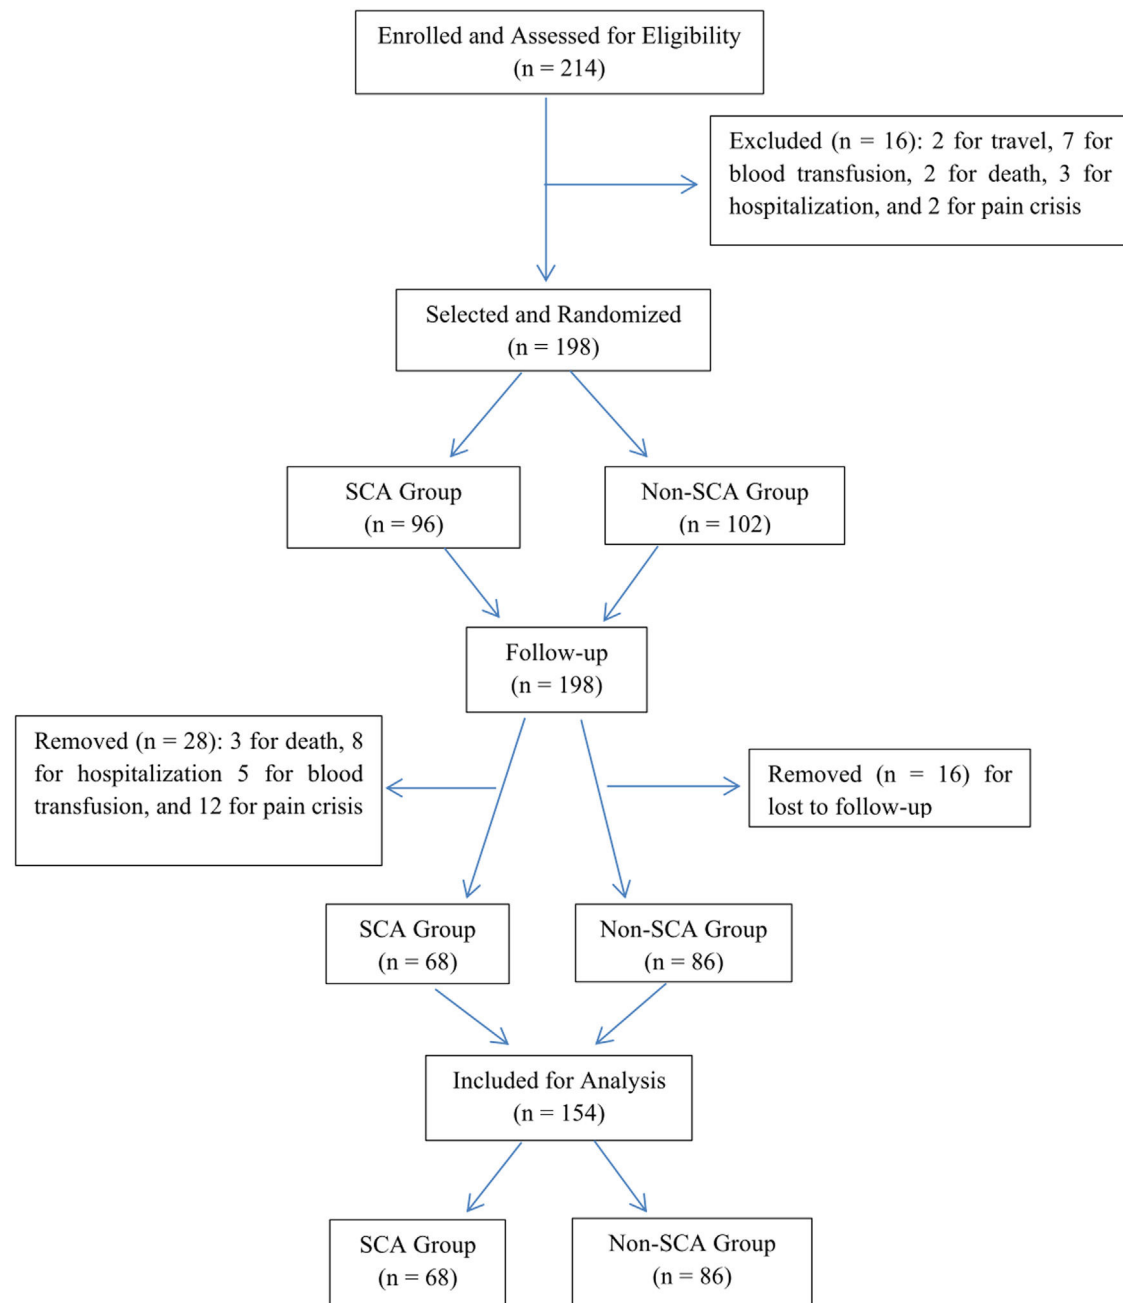 Enrolled and Assessed for Eligibility
(n = 214)
Excluded (n = 16): 2 for travel, 7 for
blood transfusion, 2 for death, 3 for
hospitalization, and 2 for pain crisis
Selected and Randomized
(n = 198)
SCA Group
(n = 96)
Non-SCA Group
(n = 102)
Follow-up
(n = 198)
Removed (n = 28): 3 for death, 8
for hospitalization 5 for blood
transfusion, and 12 for pain crisis
Removed (n = 16) for
lost to follow-up
SCA Group
(n = 68)
Non-SCA Group
(n = 86)
Included for Analysis
(n = 154)
SCA Group
(n = 68)
Non-SCA Group
(n = 86)